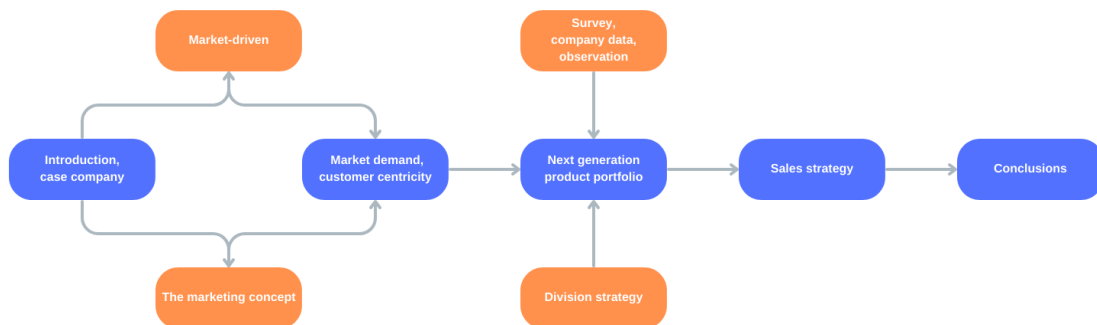 Market-driven
Survey,
company data,
observation
Introduction,
case company
Market demand,
customer centricity
Next generation
product portfolio
Sales strategy
Conclusions
The marketing concept
Division strategy